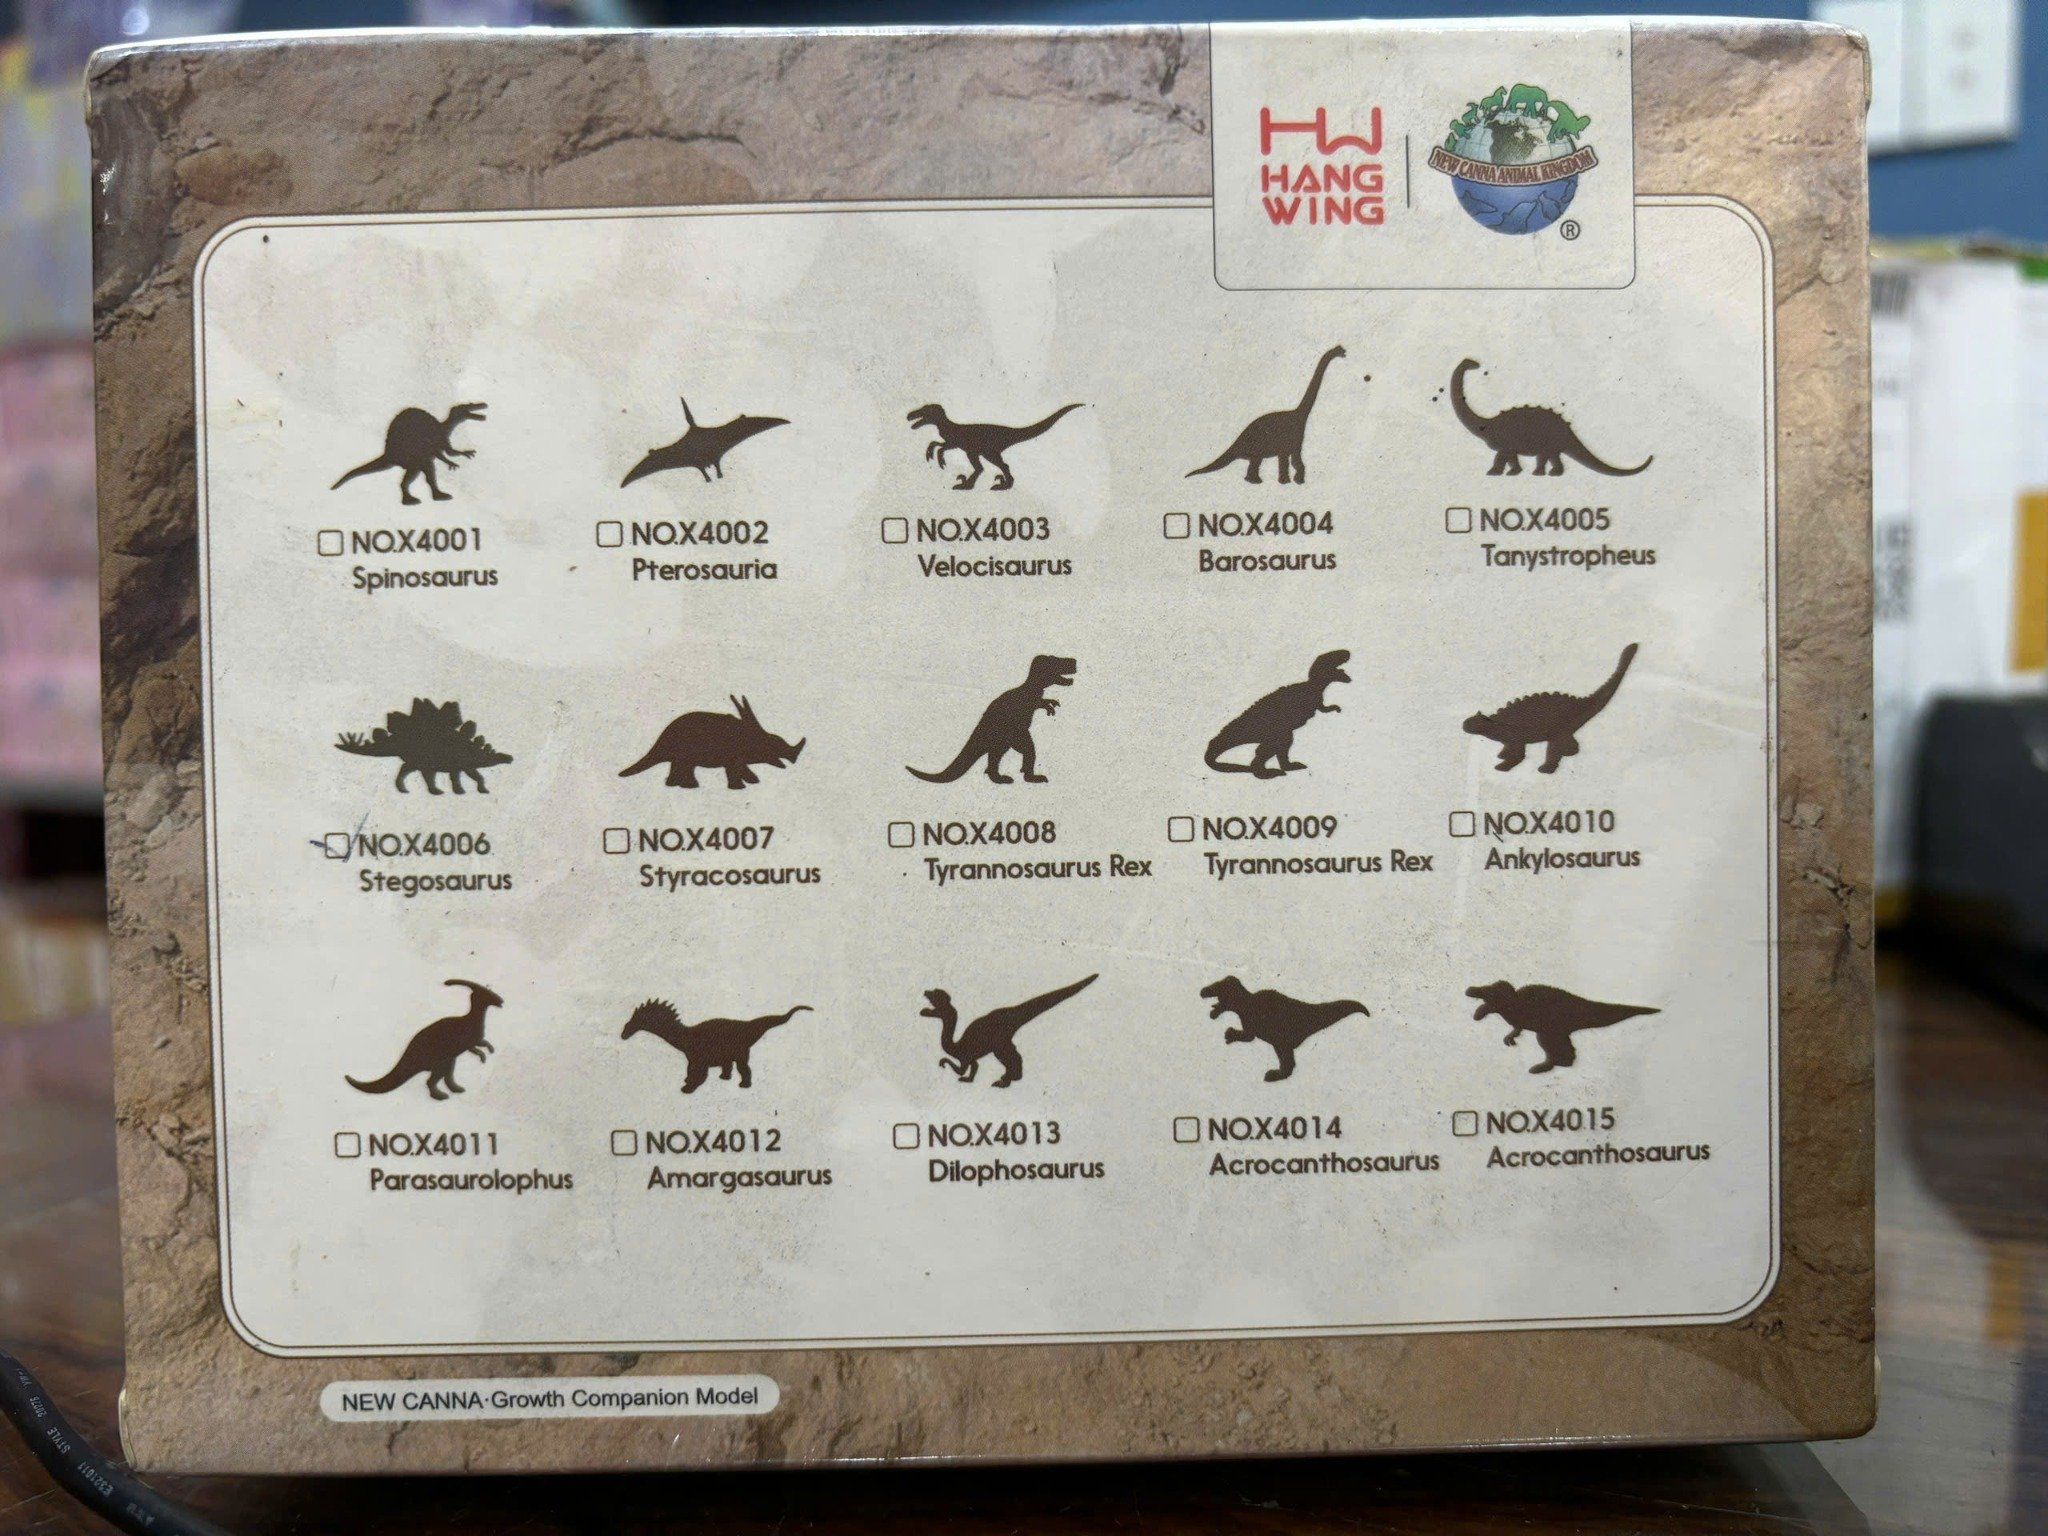 HW
HANG
WING
NEW CANNA ANIMAL KINGDOM
®
NO.X4001
Spinosaurus
NO.X4002
Pterosauria
NO.X4003
Velocisaurus
NO.X4004
Barosaurus
NO.X4005
Tanystropheus
NO.X4006
Stegosaurus
NO.X4007
Styracosaurus
NO.X4008
Tyrannosaurus Rex
NO.X4009
Tyrannosaurus Rex
NO.X4010
Ankylosaurus
NO.X4011
Parasaurolophus
NO.X4012
Amargasaurus
NO.X4013
Dilophosaurus
NO.X4014
Acrocanthosaurus
NO.X4015
Acrocanthosaurus
NEW CANNA·Growth Companion Model
E321011 STYLE 20276